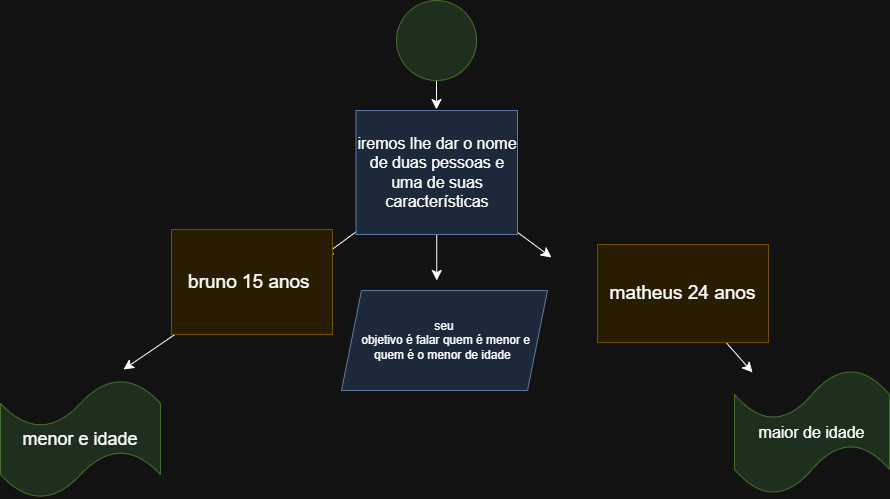 iremos lhe dar o nome
de duas pessoas e
uma de suas
características
bruno 15 anos
matheus 24 anos
seu
objetivo é falar quem é menor e
quem é o menor de idade
menor e idade
maior de idade